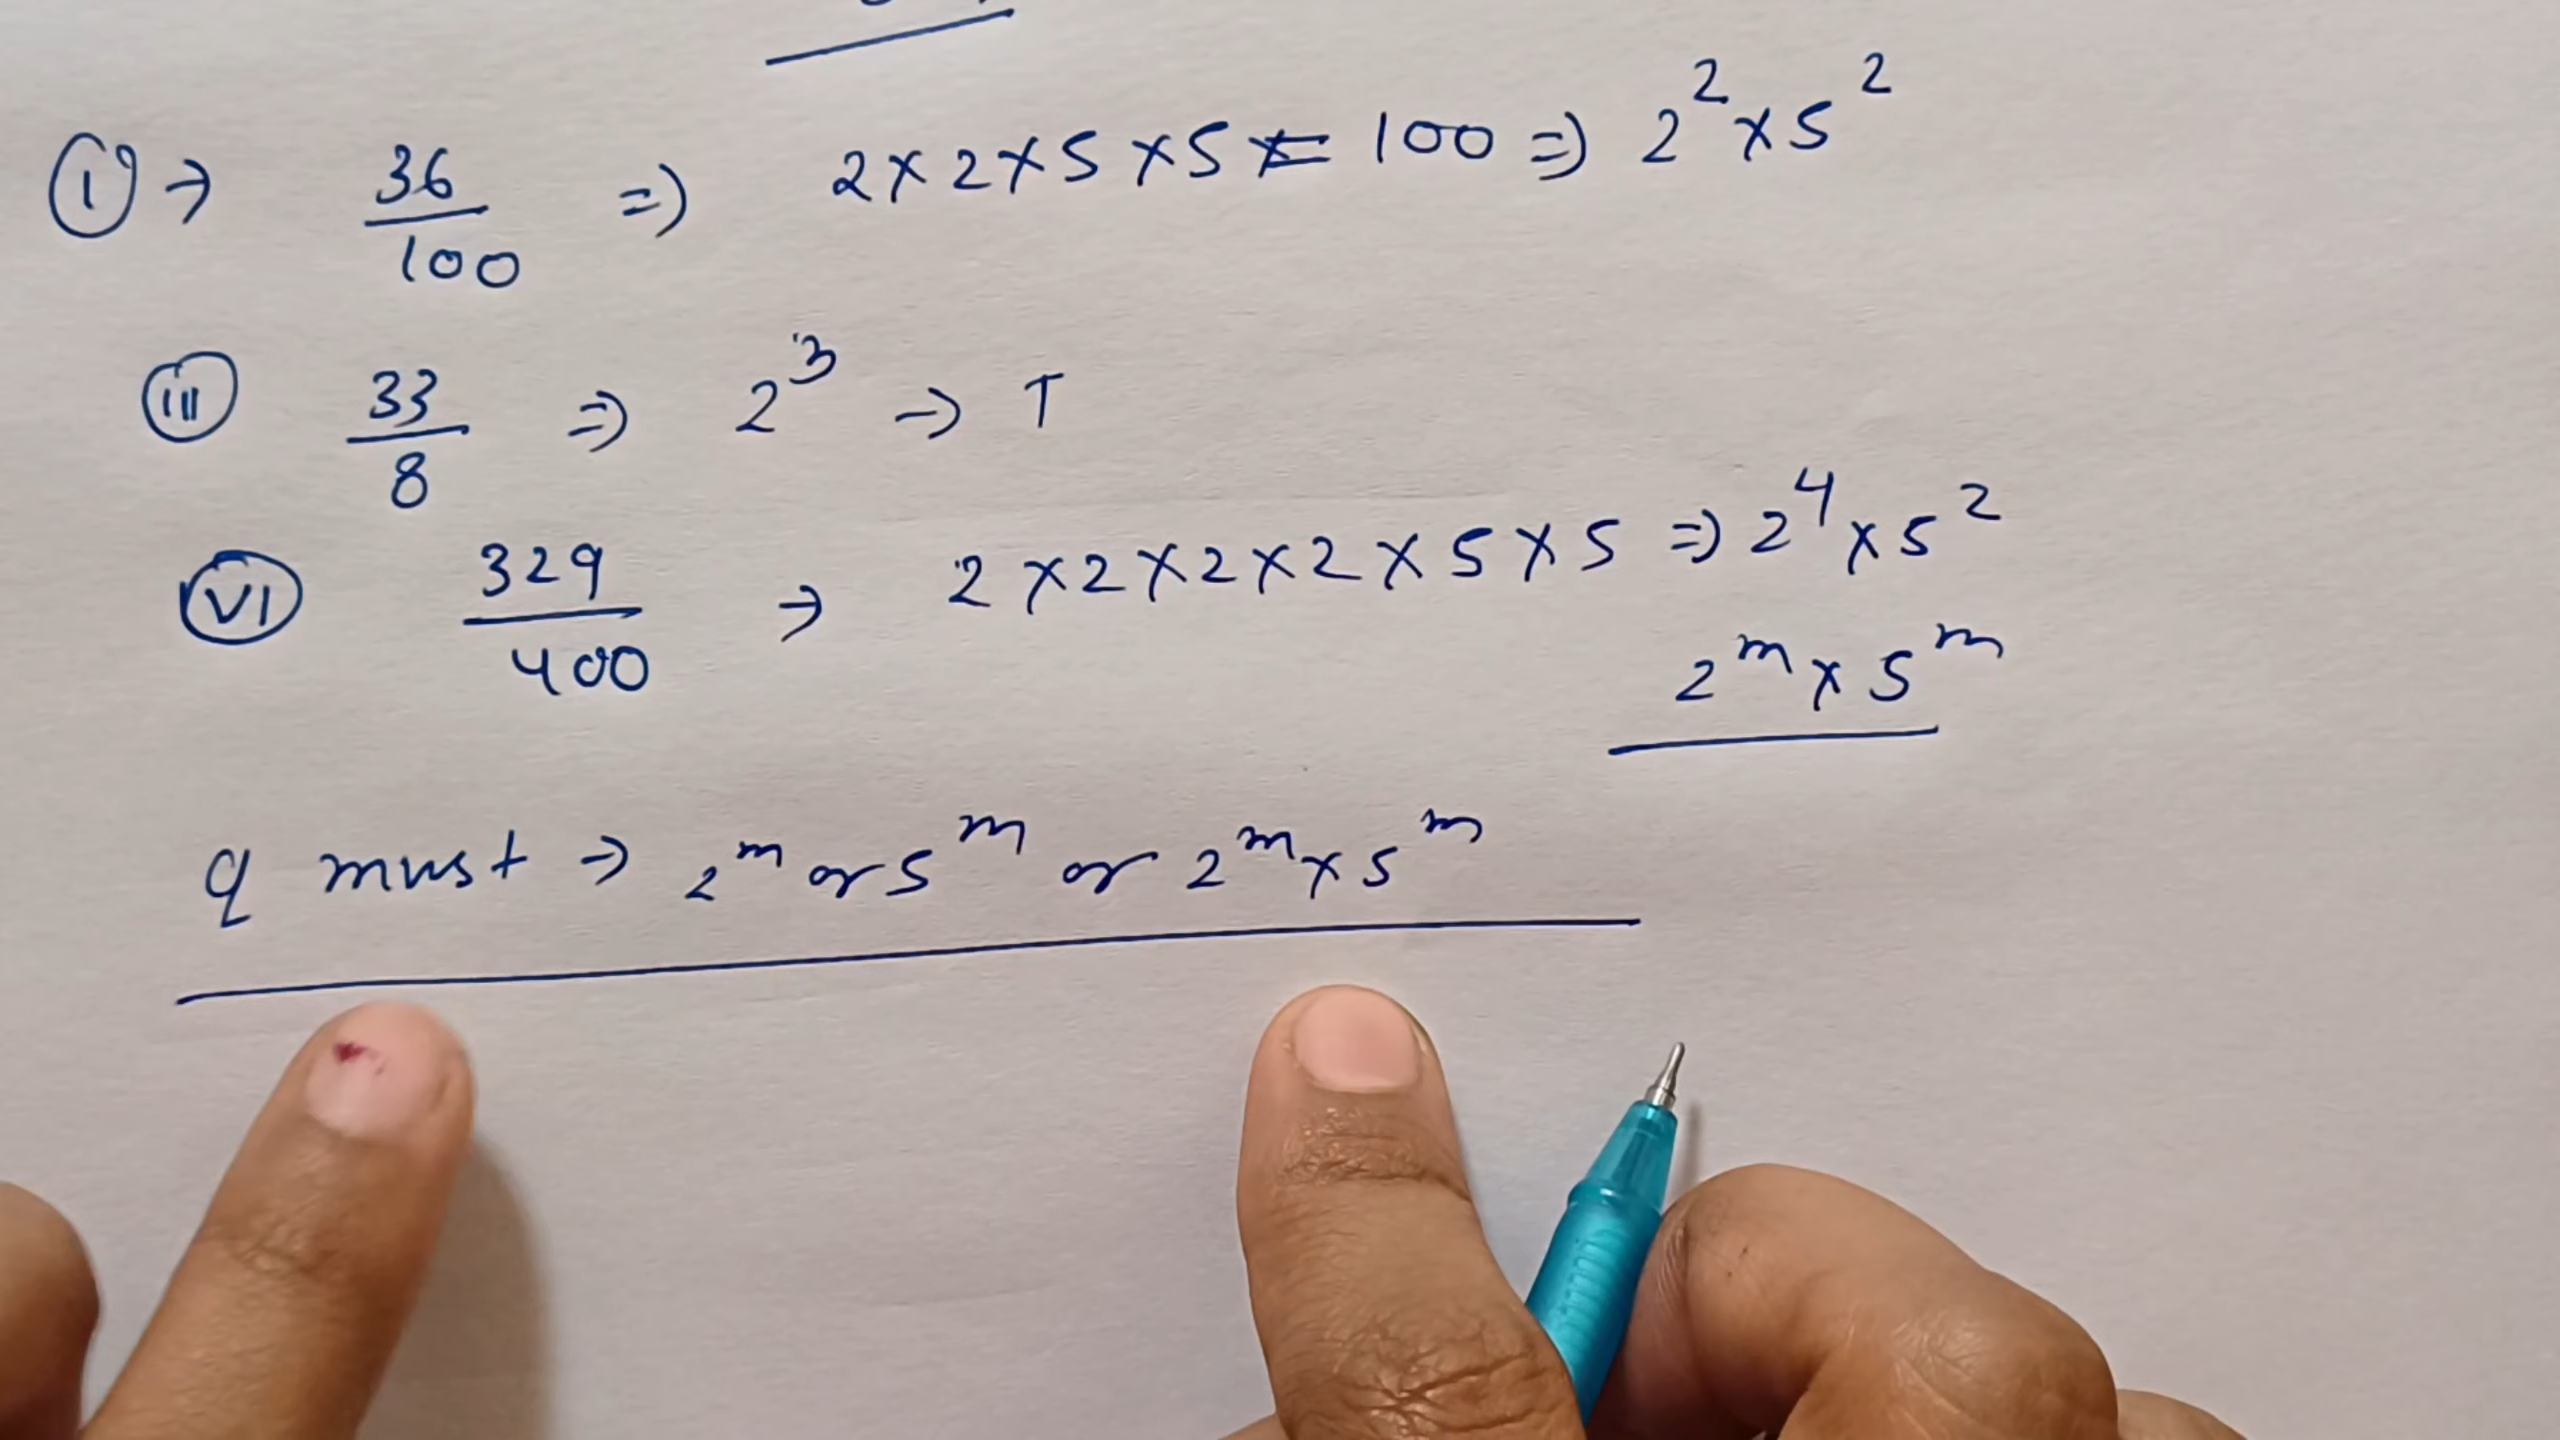 (i) → 36/100 ⇒ 2×2×5×5 = 100 ⇒ 2² × 5²
(iii) 33/8 ⇒ 2³ → T
(vi) 329/400 → 2×2×2×2×5×5 ⇒ 2⁴ × 5²
2ᵐ × 5ᵐ
q must → 2ᵐ or 5ᵐ or 2ᵐ × 5ᵐ